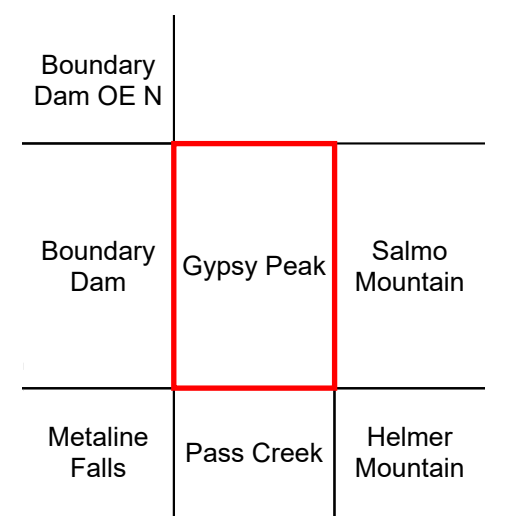 Boundary
Dam OE N
Boundary
Dam
Gypsy Peak
Salmo
Mountain
Metaline
Falls
Pass Creek
Helmer
Mountain